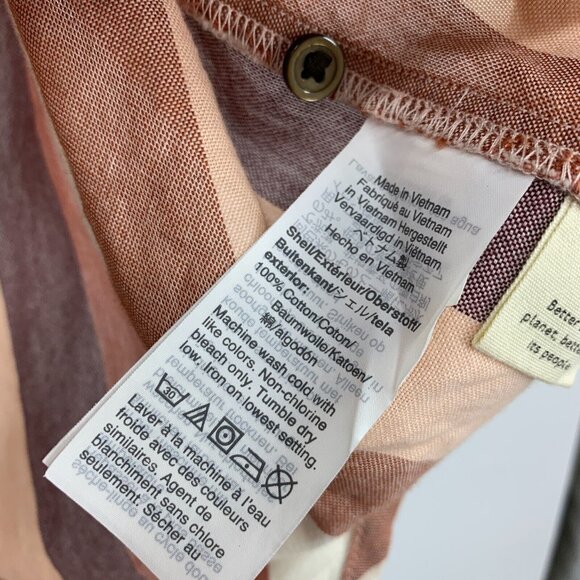 Made in Vietnam
Fabriqué au Vietnam
in Vietnam Hergestellt
Vervaardigd in Vietnam,
ベトナム製
Hecho en Vietnam
Shell/Extérieur/Oberstoff/
Buitenkant/シェル/tela
exterior:
100% Cotton/Coton/
Baumwolle/Katoen/
綿/algodón
Machine wash cold with
like colors. Non-chlorine
bleach only. Tumble dry
low. Iron on lowest setting.
30
Laver à la machine à l'eau
froide avec des couleurs
similaires. Agent de
blanchiment sans chlore
seulement. Sécher au
Better
planet, Bett
its people